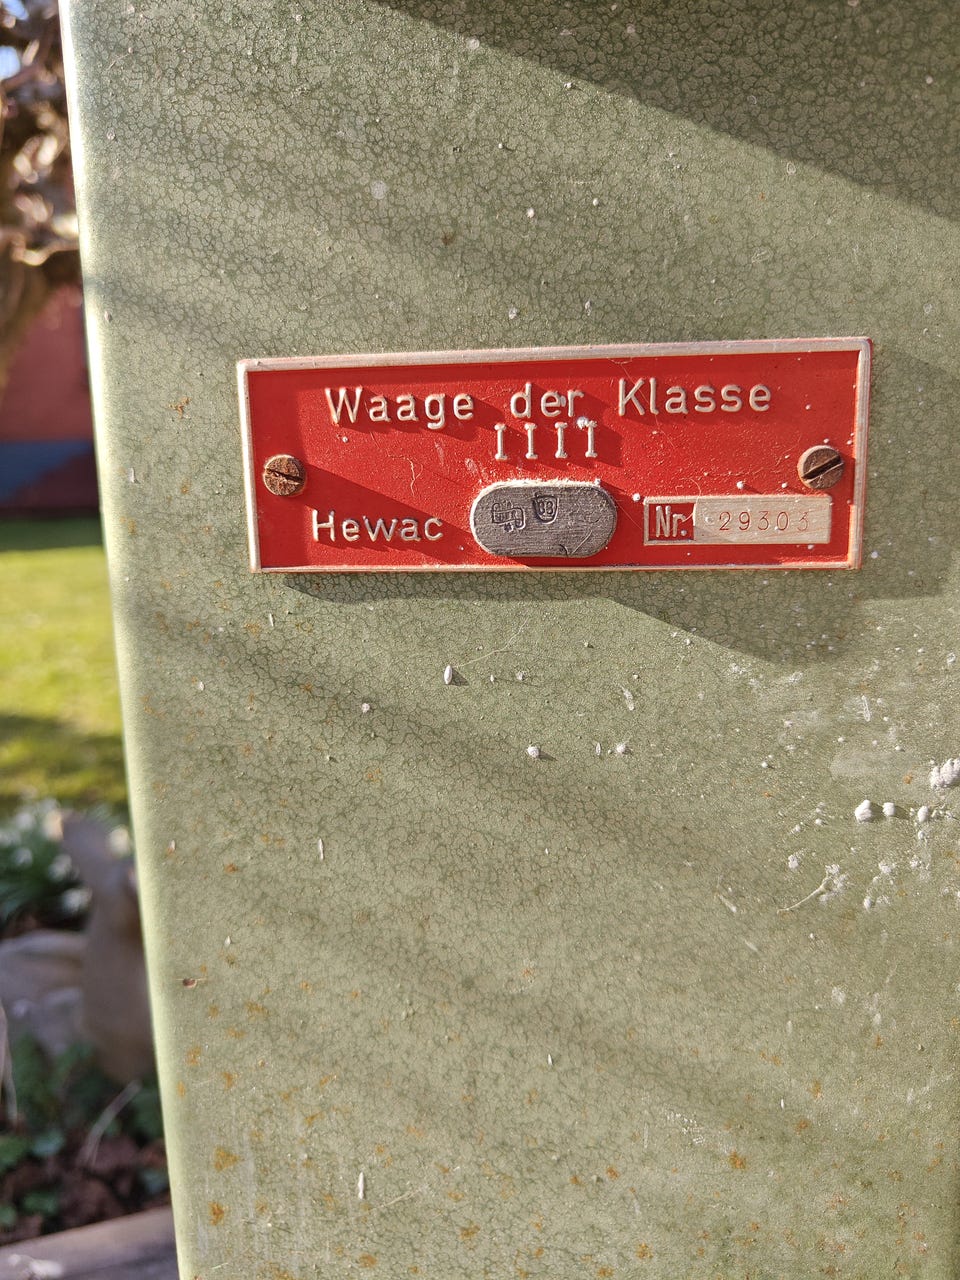 Waage der Klasse
IIII
Hewac
Nr. 29303